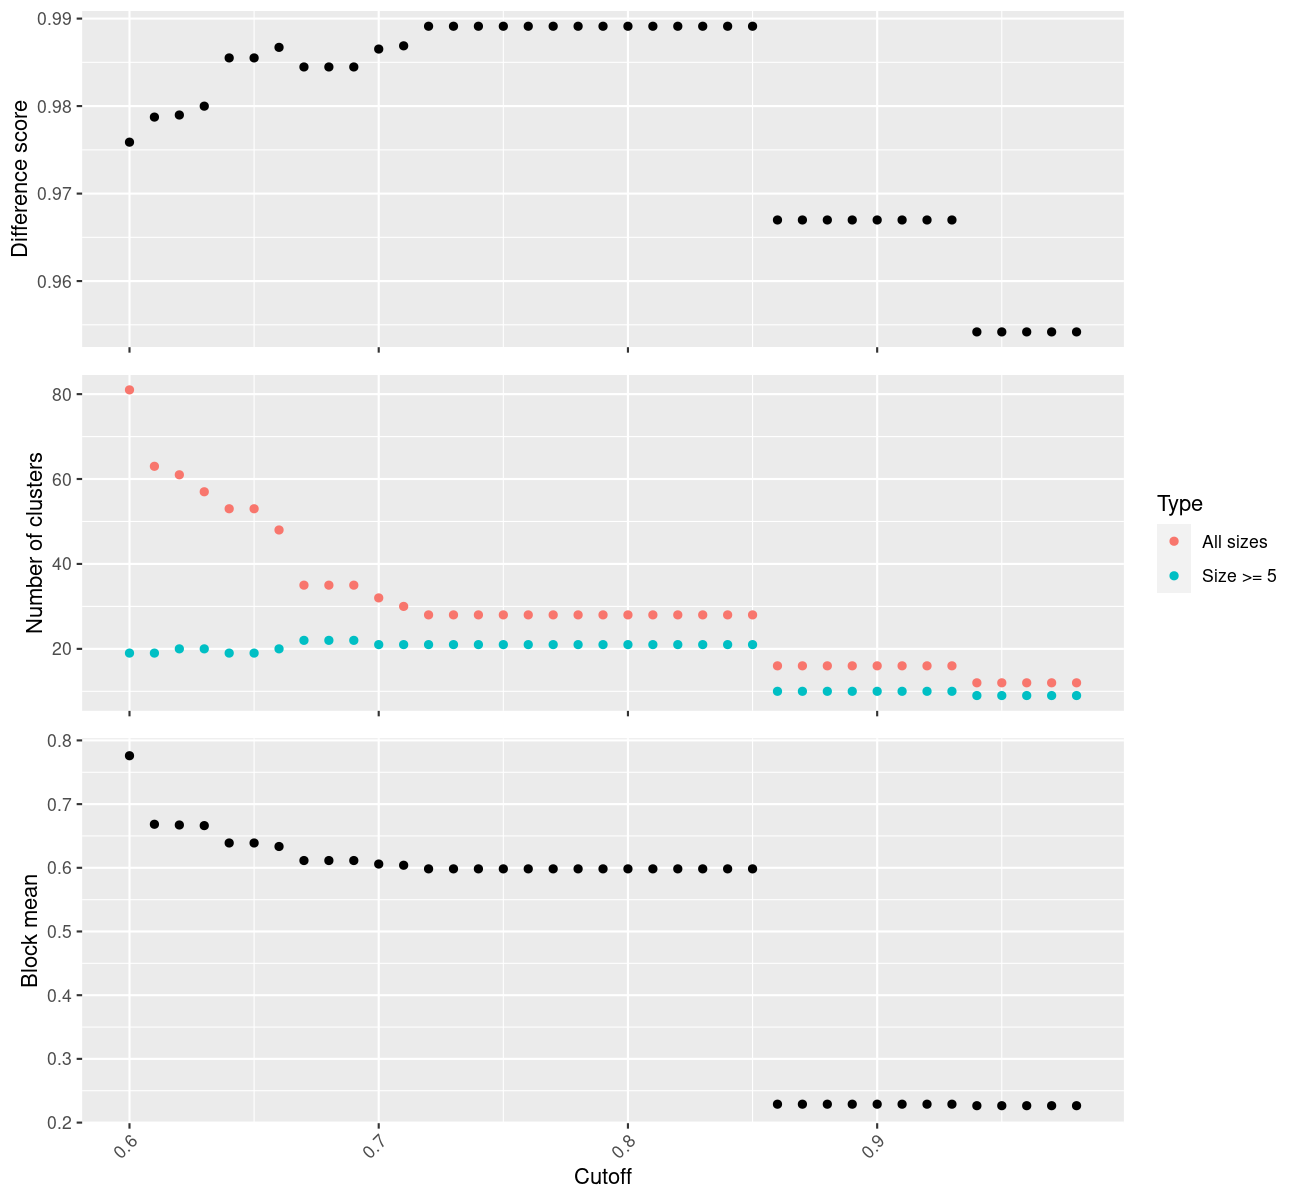 0.99
0.98
0.97
0.96
Difference score
80
60
40
20
Number of clusters
Type
All sizes
Size >= 5
0.8
0.7
0.6
0.5
0.4
0.3
0.2
Block mean
0.6 0.7 0.8 0.9
Cutoff